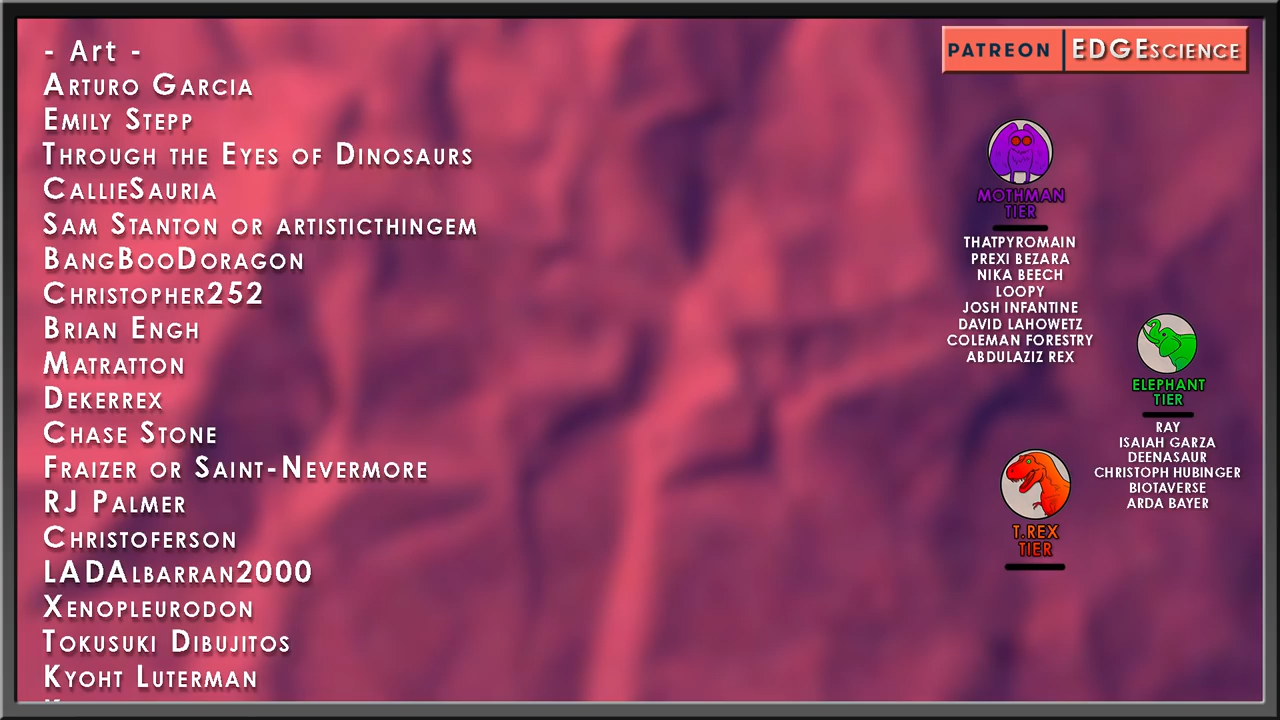 - Art -
Arturo Garcia
Emily Stepp
Through the Eyes of Dinosaurs
CallieSauria
Sam Stanton or artisticthingem
BangBooDoragon
Christopher252
Brian Engh
Matratton
Dekerrex
Chase Stone
Fraizer or Saint-Nevermore
RJ Palmer
Christoferson
LADAlbarran2000
Xenopleurodon
Tokusuki Dibujitos
Kyoht Luterman
PATREON EDGEscience
MOTHMAN
TIER
THATPYROMAIN
PREXI BEZARA
NIKA BEECH
LOOPY
JOSH INFANTINE
DAVID LAHOWETZ
COLEMAN FORESTRY
ABDULAZIZ REX
ELEPHANT
TIER
RAY
ISAIAH GARZA
DEENASAUR
CHRISTOPH HUBINGER
BIOTAVERSE
ARDA BAYER
T.REX
TIER